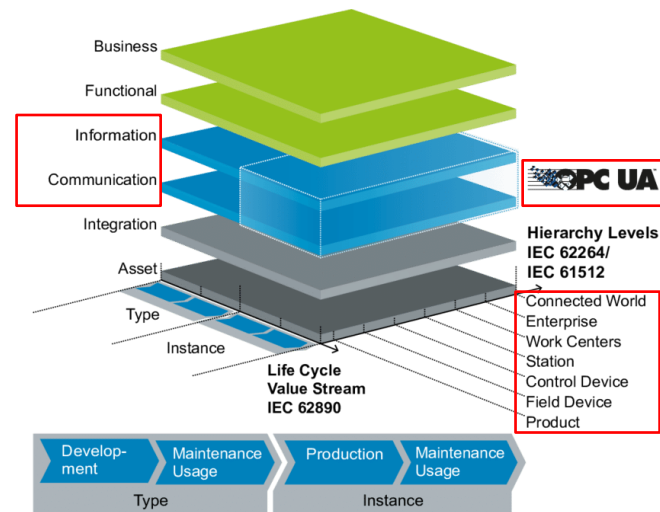 Business
Functional
Information
Communication
Integration
Asset
OPC UA
Hierarchy Levels
IEC 62264/
IEC 61512
Connected World
Enterprise
Work Centers
Station
Control Device
Field Device
Product
Type
Instance
Life Cycle
Value Stream
IEC 62890
Develop-
ment
Maintenance
Usage
Production
Maintenance
Usage
Type
Instance